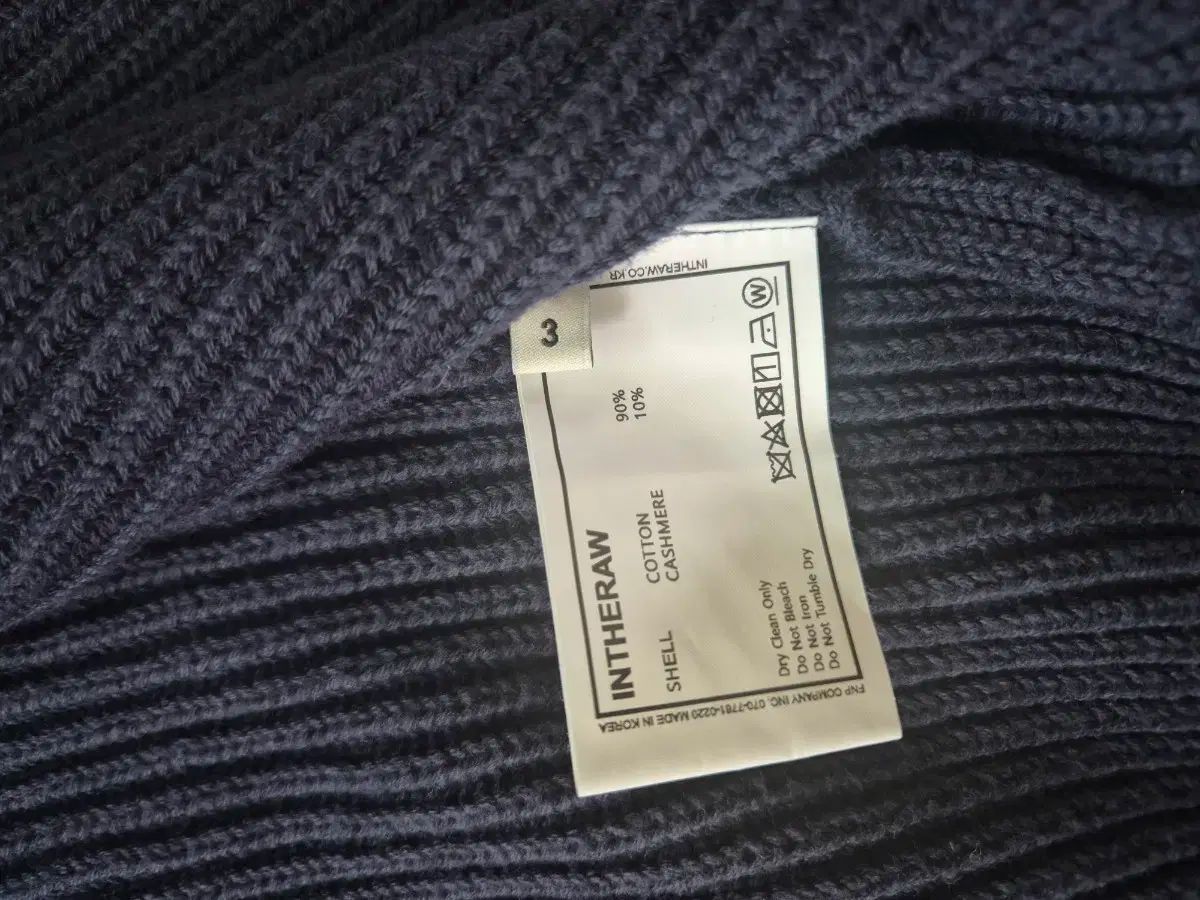 INTHERAW.CO.KR
3
INTHERAW
SHELL COTTON 90%
CASHMERE 10%
W
Dry Clean Only
Do Not Bleach
Do Not Iron
Do Not Tumble Dry
FNP COMPANY INC. 070-7781-0220 MADE IN KOREA